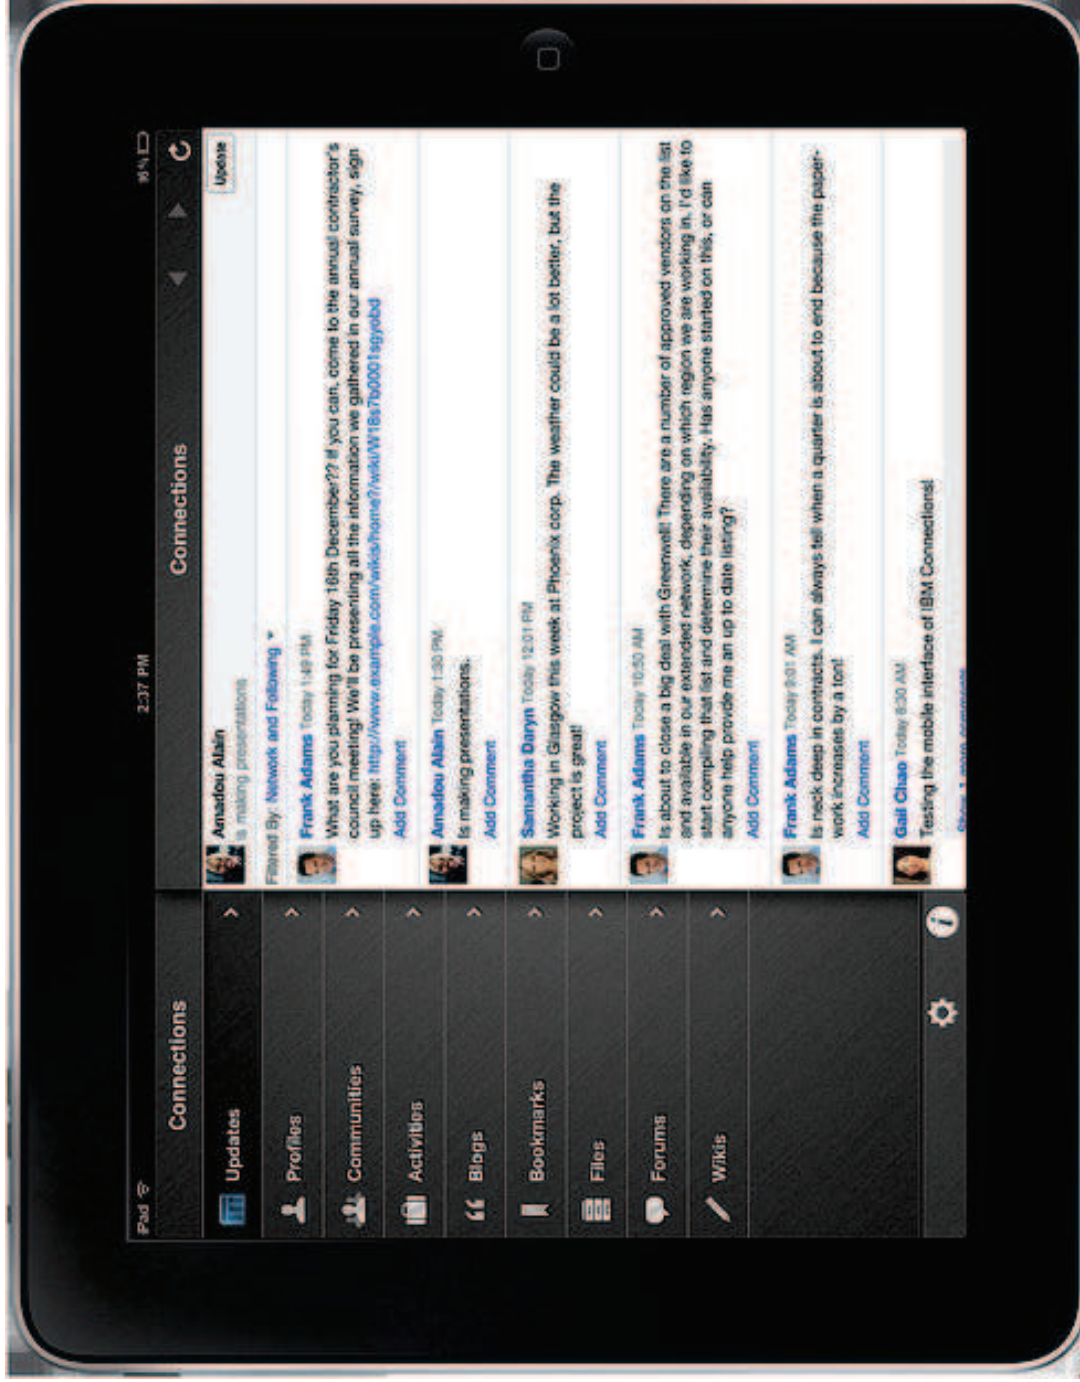 iPad
2:37 PM
Connections
Updates
Profiles
Communities
Activities
Blogs
Bookmarks
Files
Forums
Wikis
Connections
Amadou Alain
Is making presentations
Update
Filtered By: Network and Following
Frank Adams Today 1:49 PM
What are you planning for Friday 16th December?? If you can, come to the annual contractor's
council meeting! We'll be presenting all the information we gathered in our annual survey, sign
up here:
Add Comment
Amadou Alain Today 1:30 PM
Is making presentations.
Add Comment
Samantha Daryn Today 12:01 PM
Working in Glasgow this week at Phoenix corp. The weather could be a lot better, but the
project is great!
Add Comment
Frank Adams Today 10:50 AM
Is about to close a big deal with Greenwell! There are a number of approved vendors on the list
and available in our extended network, depending on which region we are working in. I'd like to
start compiling that list and determine their availability. Has anyone started on this, or can
anyone help provide me an up to date listing?
Add Comment
Frank Adams Today 9:01 AM
Is neck deep in contracts. I can always tell when a quarter is about to end because the paper-
work increases by a ton!
Add Comment
Gail Chao Today 8:30 AM
Testing the mobile interface of IBM Connections!